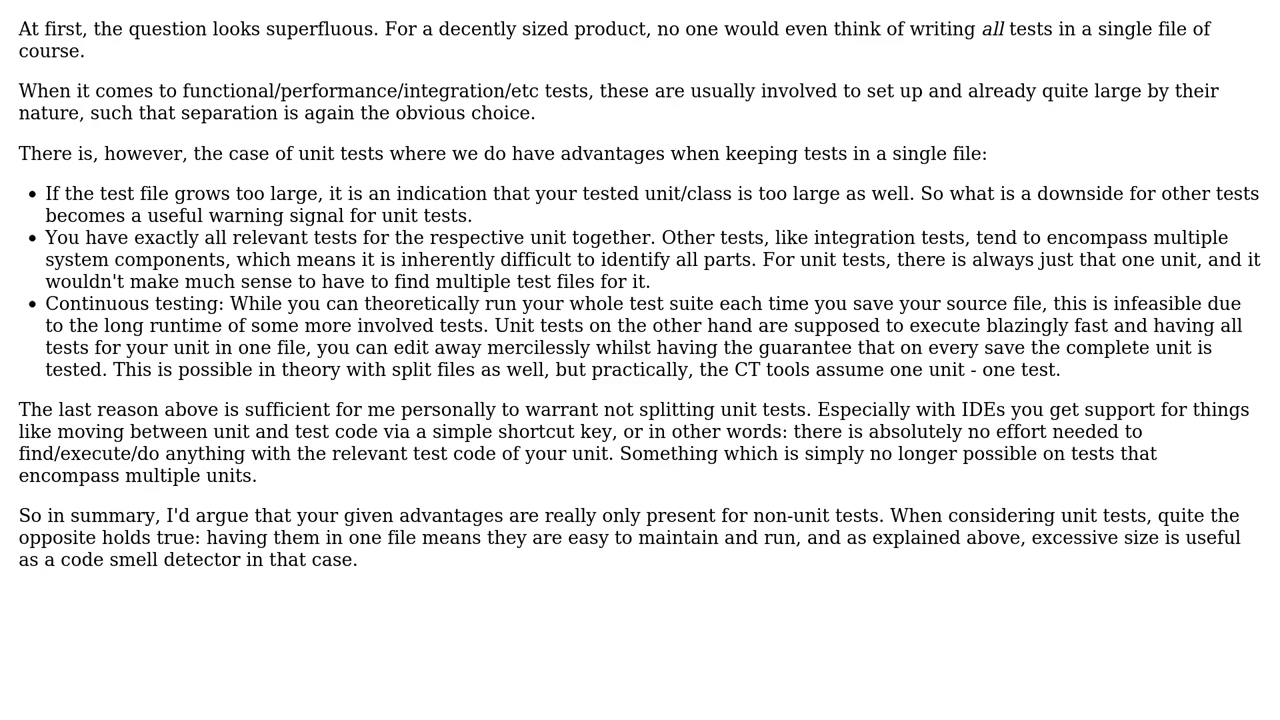 At first, the question looks superfluous. For a decently sized product, no one would even think of writing all tests in a single file of
course.
When it comes to functional/performance/integration/etc tests, these are usually involved to set up and already quite large by their
nature, such that separation is again the obvious choice.
There is, however, the case of unit tests where we do have advantages when keeping tests in a single file:
• If the test file grows too large, it is an indication that your tested unit/class is too large as well. So what is a downside for other tests
becomes a useful warning signal for unit tests.
• You have exactly all relevant tests for the respective unit together. Other tests, like integration tests, tend to encompass multiple
system components, which means it is inherently difficult to identify all parts. For unit tests, there is always just that one unit, and it
wouldn't make much sense to have to find multiple test files for it.
• Continuous testing: While you can theoretically run your whole test suite each time you save your source file, this is infeasible due
to the long runtime of some more involved tests. Unit tests on the other hand are supposed to execute blazingly fast and having all
tests for your unit in one file, you can edit away mercilessly whilst having the guarantee that on every save the complete unit is
tested. This is possible in theory with split files as well, but practically, the CT tools assume one unit - one test.
The last reason above is sufficient for me personally to warrant not splitting unit tests. Especially with IDEs you get support for things
like moving between unit and test code via a simple shortcut key, or in other words: there is absolutely no effort needed to
find/execute/do anything with the relevant test code of your unit. Something which is simply no longer possible on tests that
encompass multiple units.
So in summary, I'd argue that your given advantages are really only present for non-unit tests. When considering unit tests, quite the
opposite holds true: having them in one file means they are easy to maintain and run, and as explained above, excessive size is useful
as a code smell detector in that case.